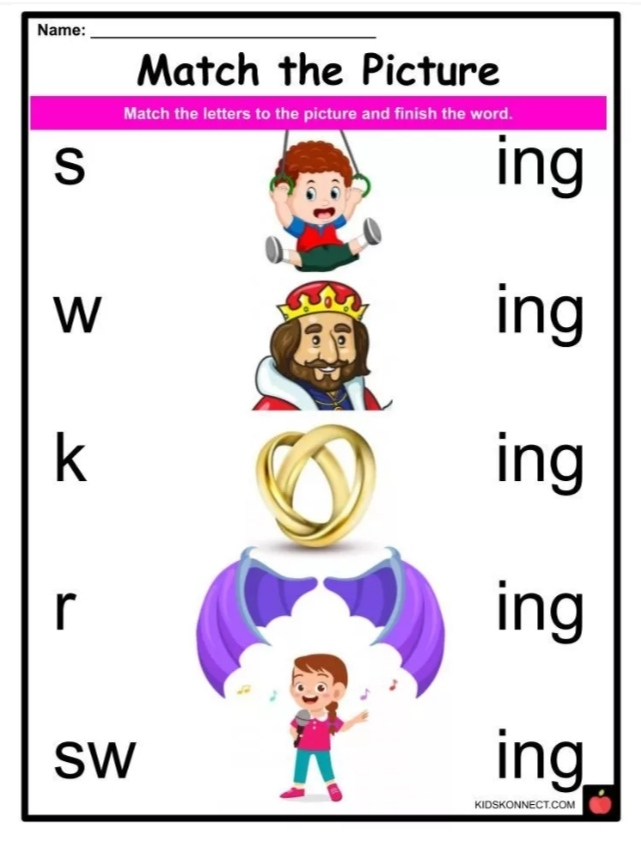 Name:
Match the Picture
Match the letters to the picture and finish the word.
s ing
w ing
k ing
r ing
sw ing
KIDSKONNECT.COM